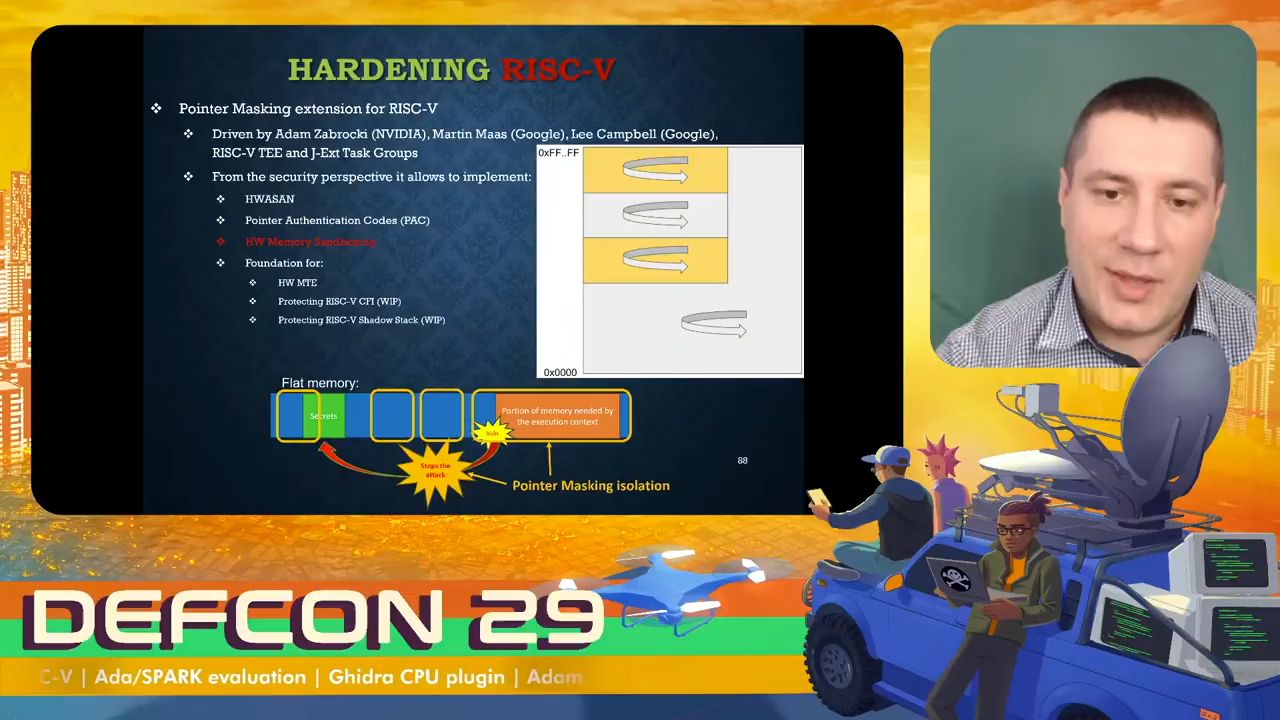 HARDENING RISC-V
Pointer Masking extension for RISC-V
Driven by Adam Zabrocki (NVIDIA), Martin Maas (Google), Lee Campbell (Google),
RISC-V TEE and J-Ext Task Groups
From the security perspective it allows to implement:
HWASAN
Pointer Authentication Codes (PAC)
HW Memory Sandboxing
Foundation for:
HW MTE
Protecting RISC-V CFI (WIP)
Protecting RISC-V Shadow Stack (WIP)
0xFF..FF
0x0000
Flat memory:
Secrets
Portion of memory needed by
the execution context
Vuln
Stops the
attack
Pointer Masking isolation
88
DEFCON 29
C-V | Ada/SPARK evaluation | Ghidra CPU plugin | Adam